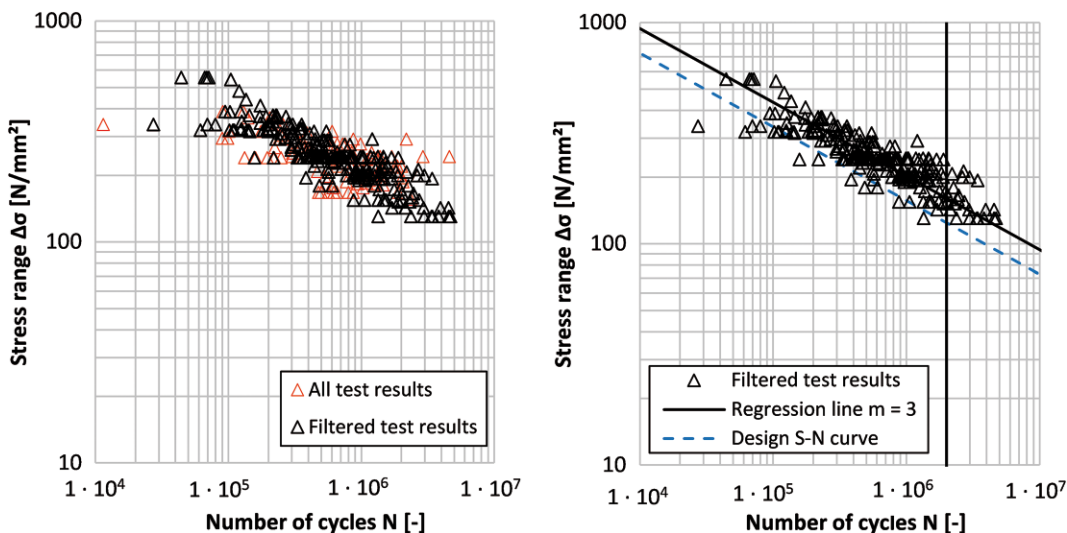 1000
100
10
Stress range Δσ [N/mm²]
All test results
Filtered test results
1 · 10⁴
1 · 10⁵
1 · 10⁶
1 · 10⁷
Number of cycles N [-]
1000
100
10
Stress range Δσ [N/mm²]
Filtered test results
Regression line m = 3
Design S-N curve
1 · 10⁴
1 · 10⁵
1 · 10⁶
1 · 10⁷
Number of cycles N [-]